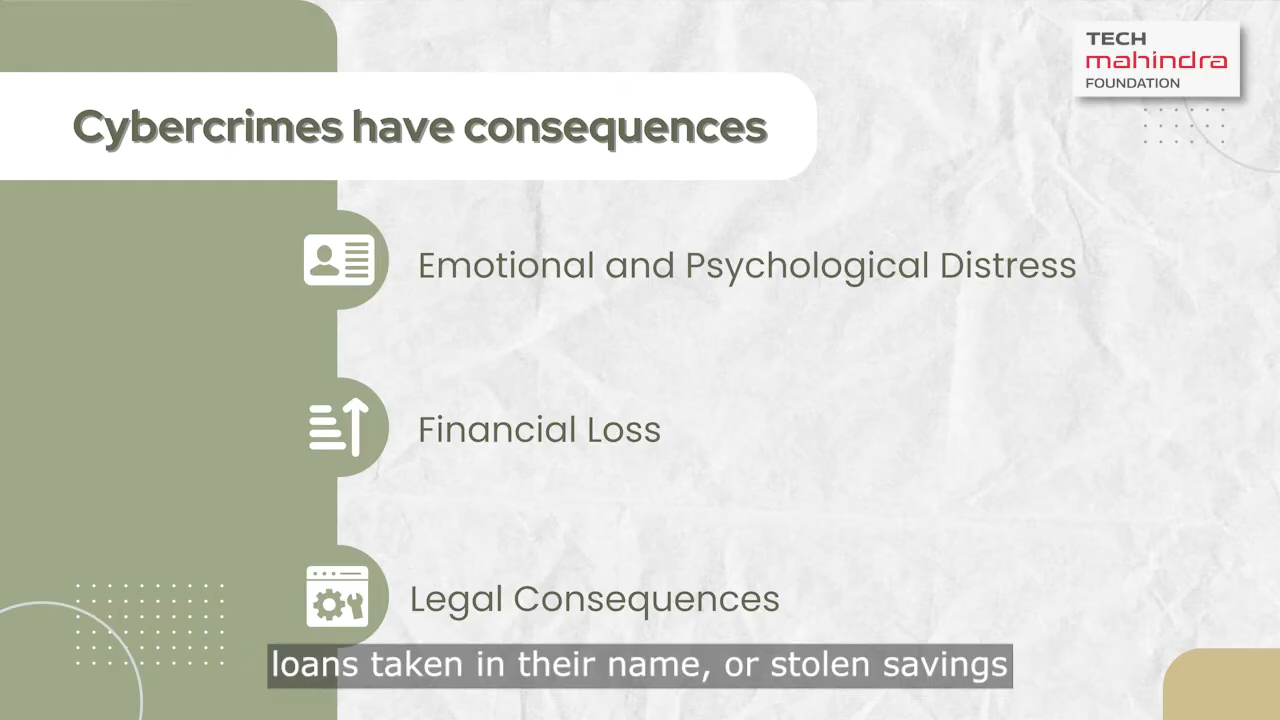 TECH
mahindra
FOUNDATION
Cybercrimes have consequences
Emotional and Psychological Distress
Financial Loss
Legal Consequences
loans taken in their name, or stolen savings